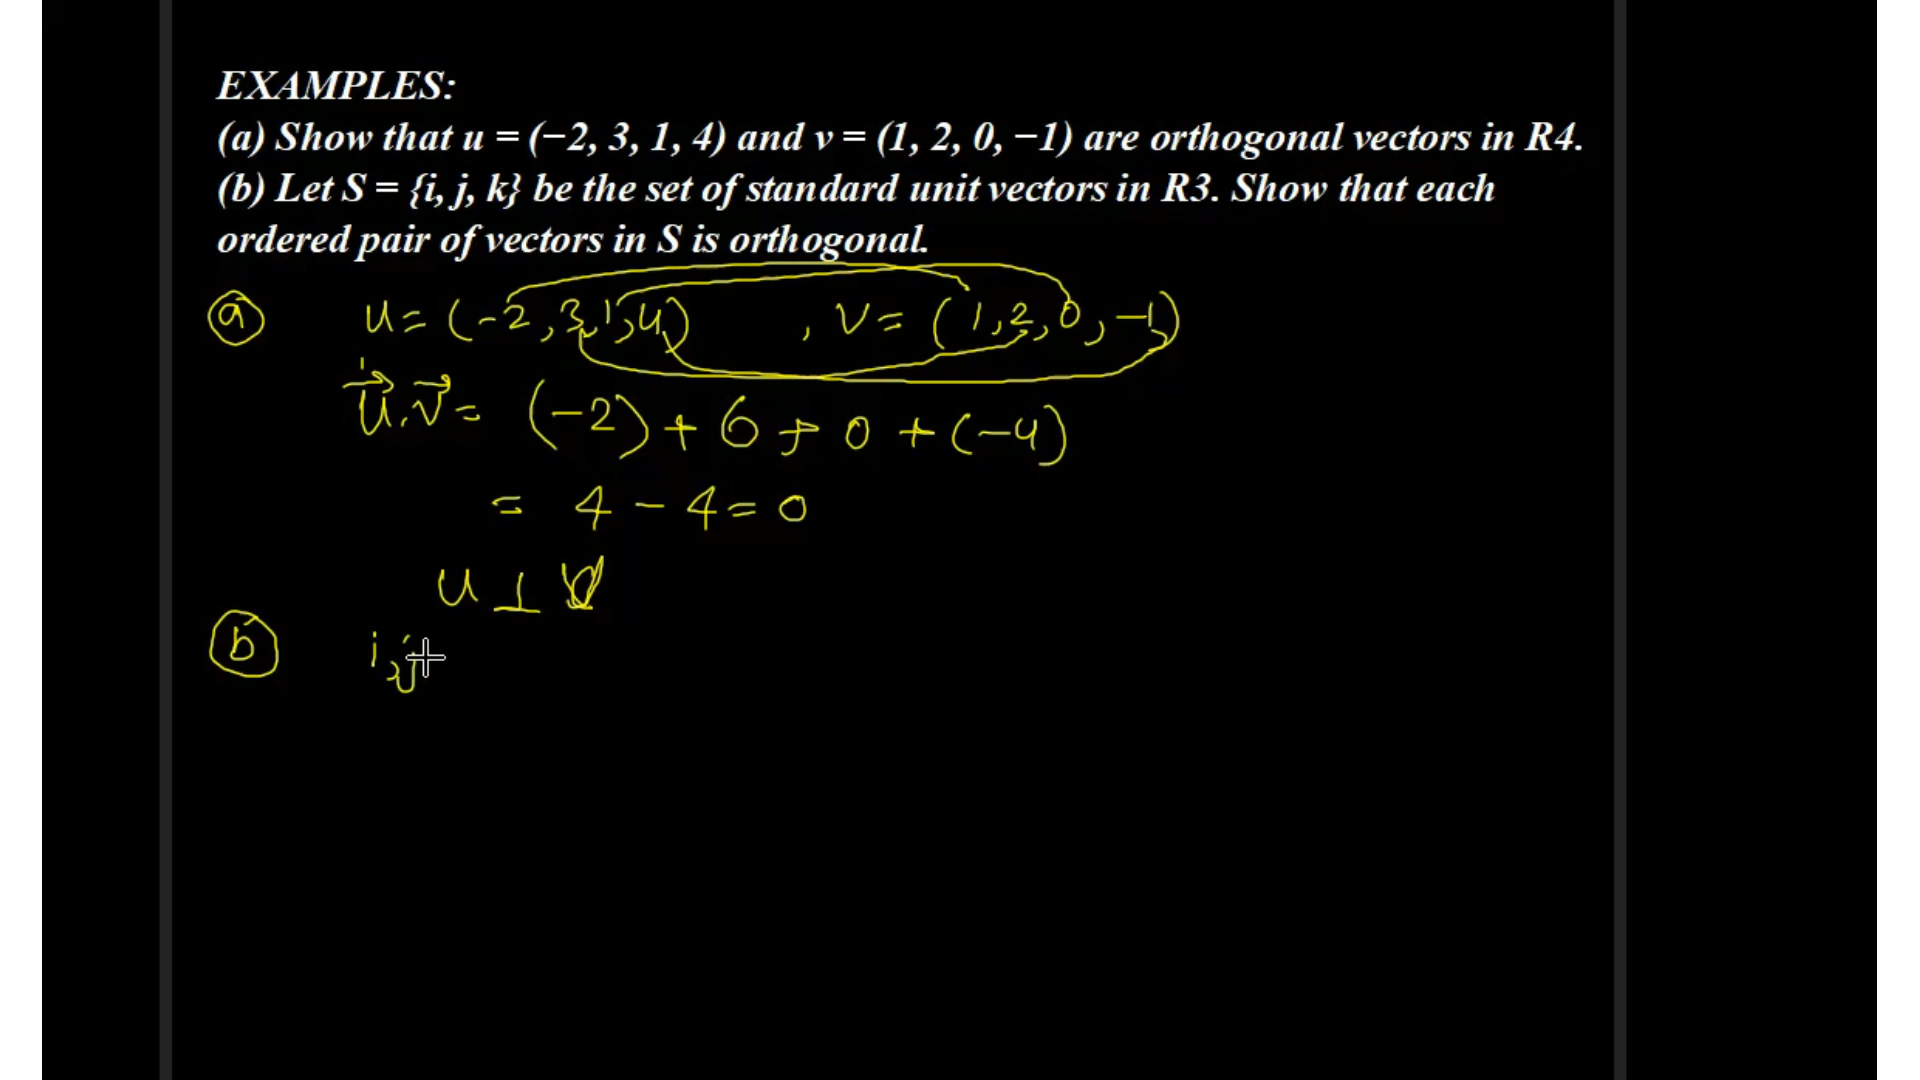 EXAMPLES:
(a) Show that u = (−2, 3, 1, 4) and v = (1, 2, 0, −1) are orthogonal vectors in R4.
(b) Let S = {i, j, k} be the set of standard unit vectors in R3. Show that each
ordered pair of vectors in S is orthogonal.
(a) u = (-2, 3, 1, 4) , v = (1, 2, 0, -1)
u⃗.v⃗ = (-2) + 6 + 0 + (-4)
= 4 - 4 = 0
u ⊥ v
(b) i, j